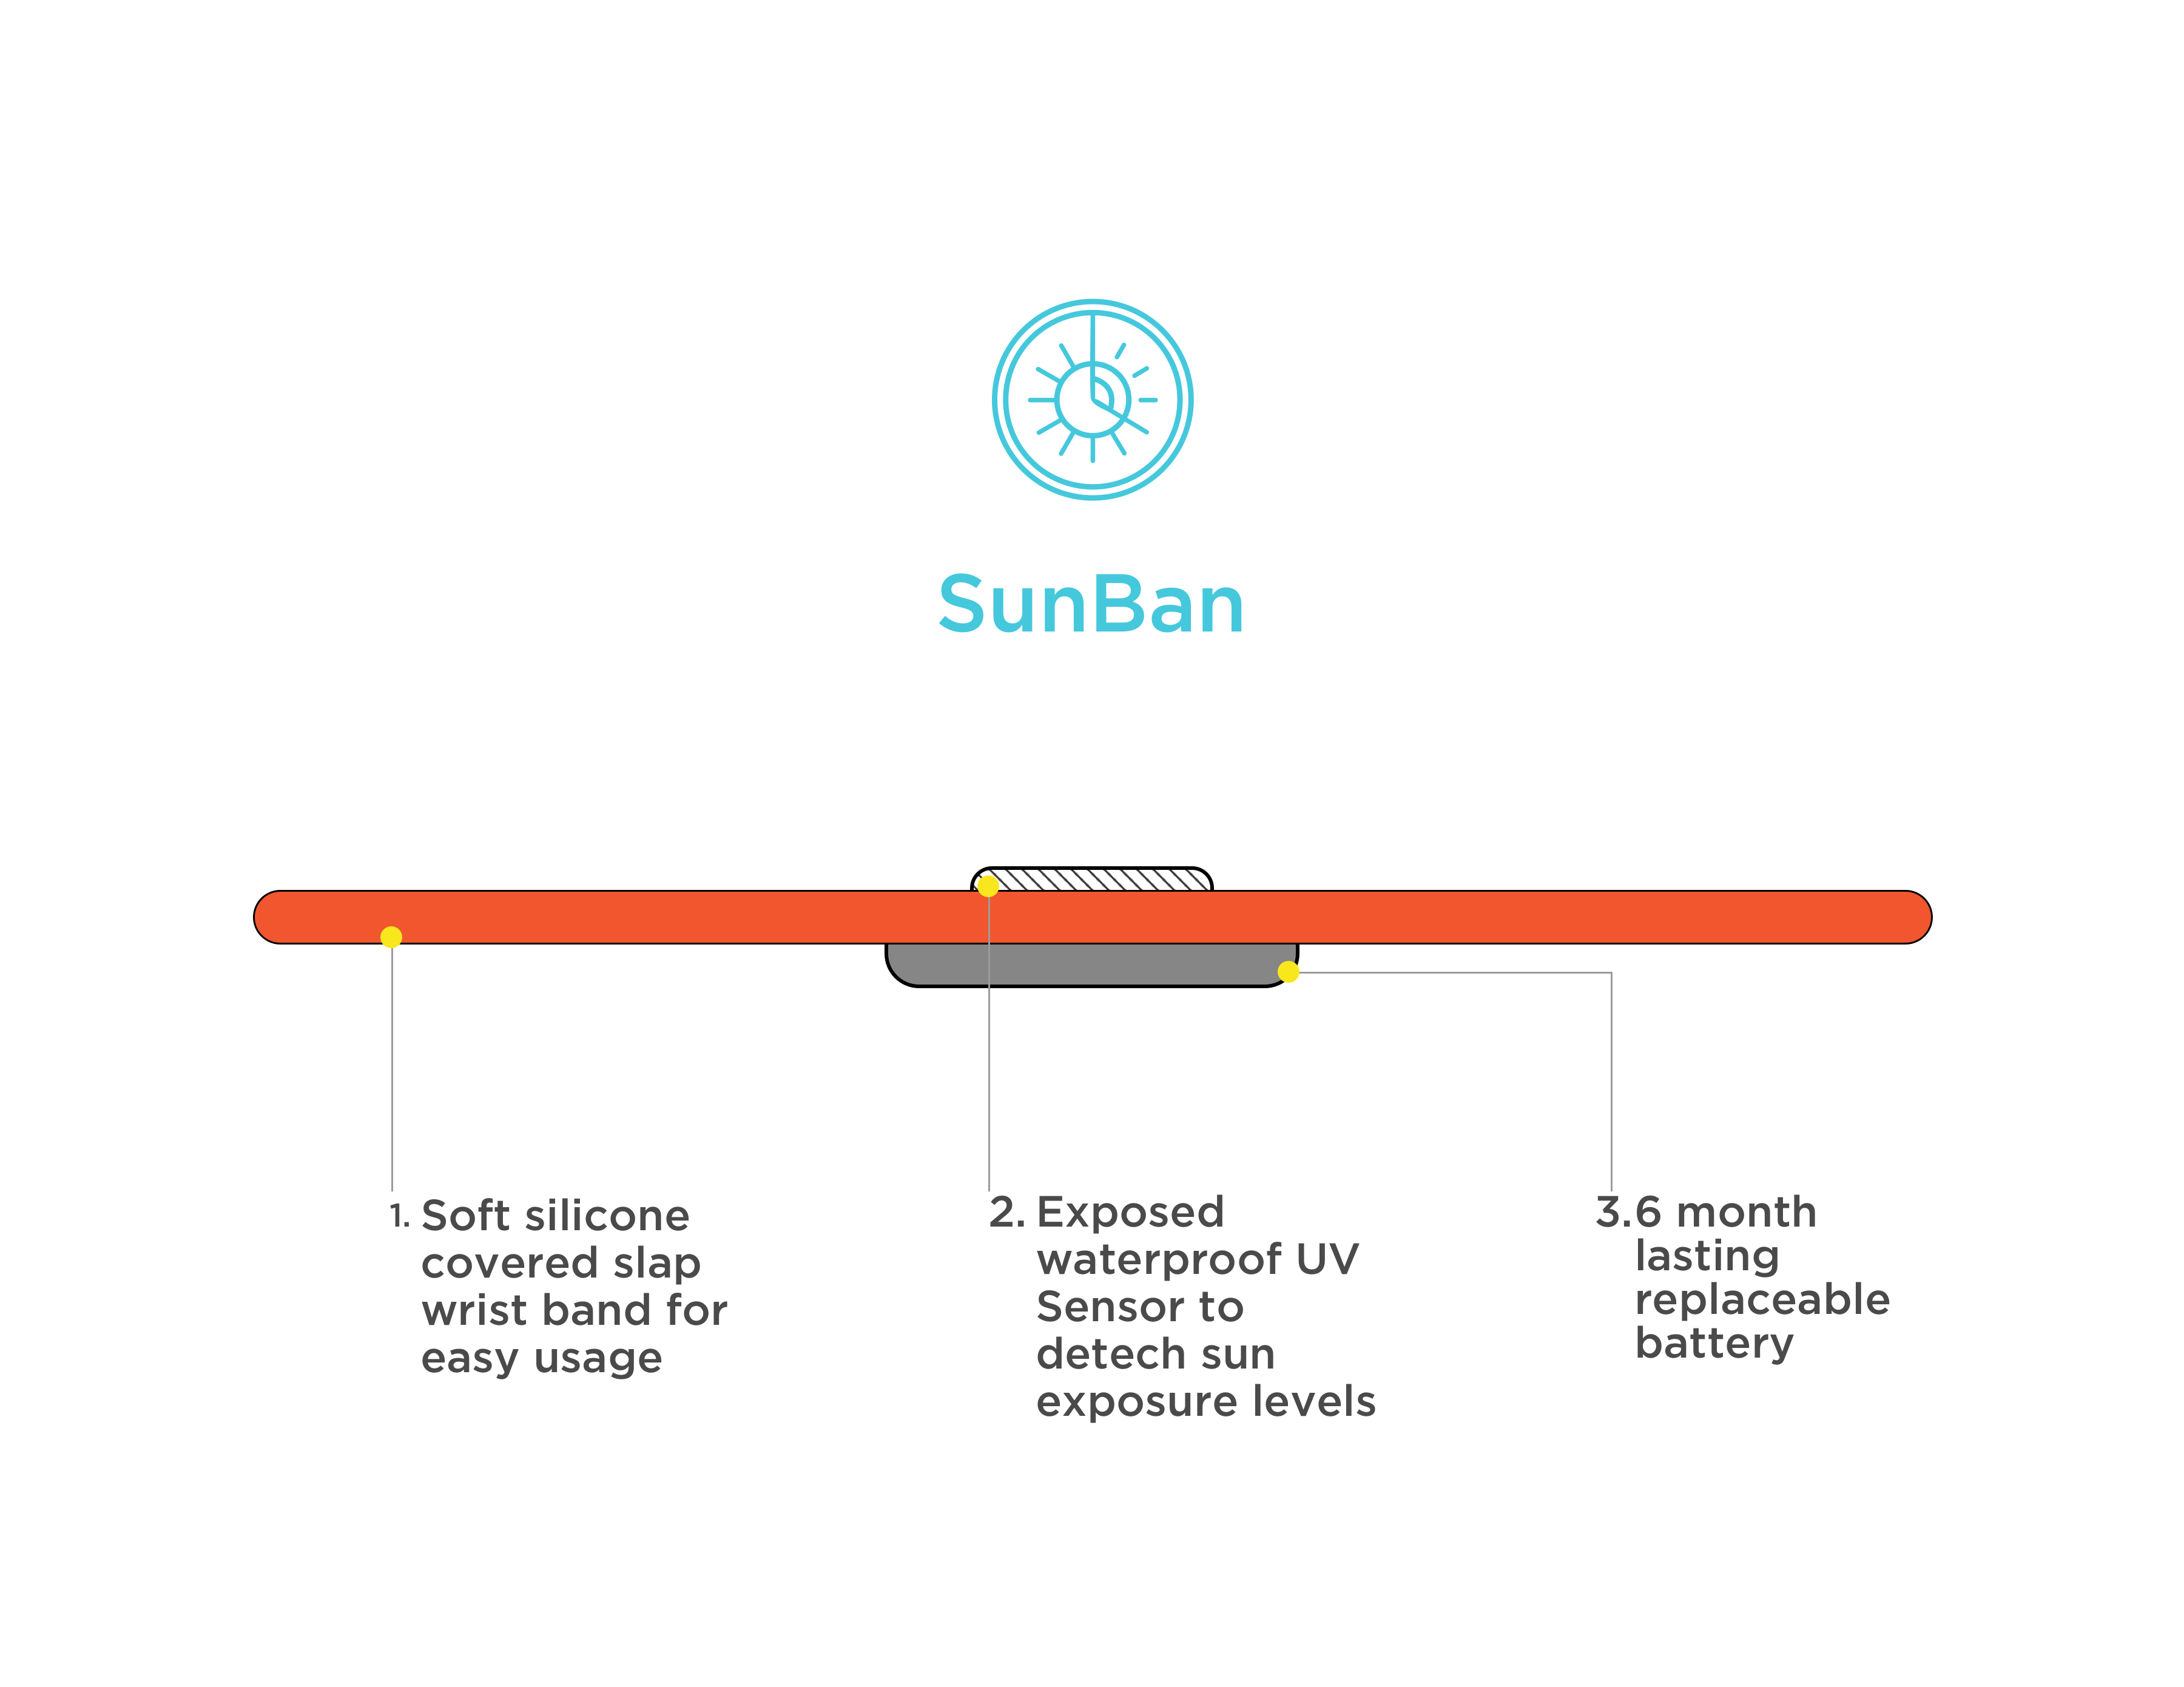 SunBan
1. Soft silicone
covered slap
wrist band for
easy usage
2. Exposed
waterproof UV
Sensor to
detech sun
exposure levels
3. 6 month
lasting
replaceable
battery